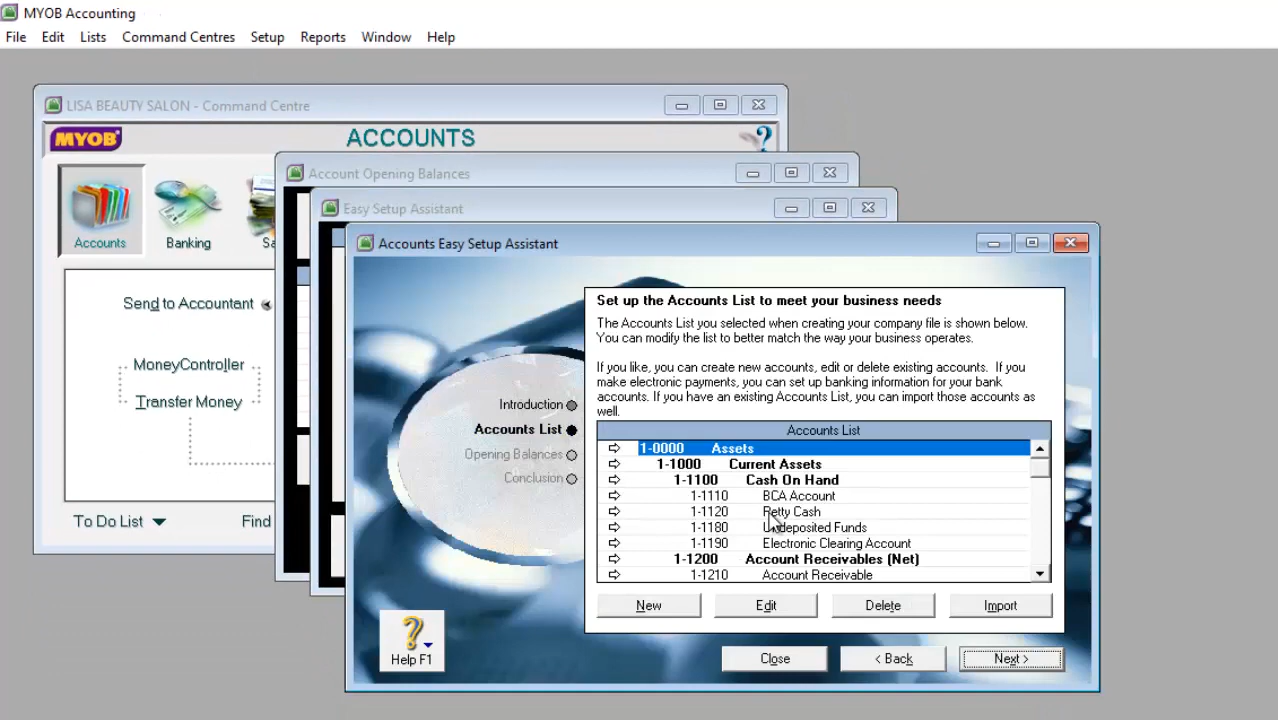 MYOB Accounting
File Edit Lists Command Centres Setup Reports Window Help
LISA BEAUTY SALON - Command Centre
MYOB ACCOUNTS ?
Accounts Banking Sa
Send to Accountant
MoneyController
Transfer Money
To Do List Find
Account Opening Balances
Easy Setup Assistant
Accounts Easy Setup Assistant
Introduction
Accounts List
Opening Balances
Conclusion
Help F1
Set up the Accounts List to meet your business needs
The Accounts List you selected when creating your company file is shown below.
You can modify the list to better match the way your business operates.
If you like, you can create new accounts, edit or delete existing accounts. If you
make electronic payments, you can set up banking information for your bank
accounts. If you have an existing Accounts List, you can import those accounts as
well.
Accounts List
1-0000 Assets
1-1000 Current Assets
1-1100 Cash On Hand
1-1110 BCA Account
1-1120 Petty Cash
1-1180 Undeposited Funds
1-1190 Electronic Clearing Account
1-1200 Account Receivables (Net)
1-1210 Account Receivable
New Edit Delete Import
Close < Back Next >